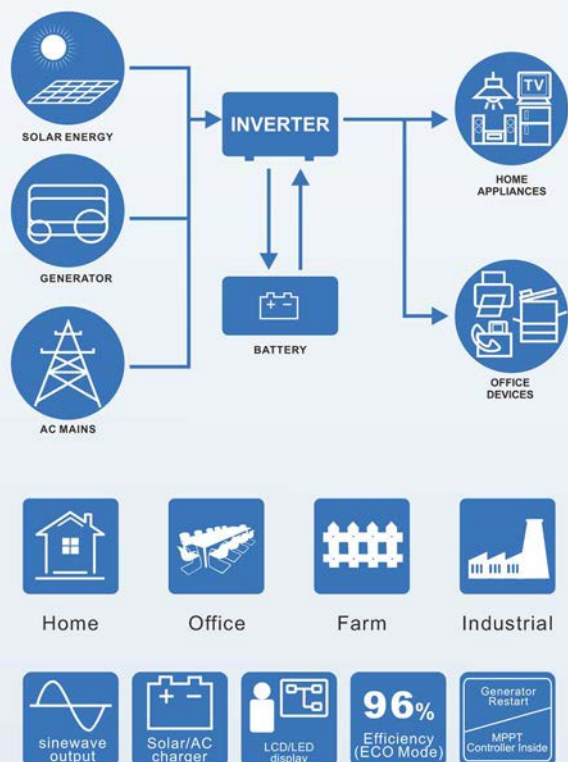 SOLAR ENERGY
INVERTER
TV
HOME
APPLIANCES
GENERATOR
BATTERY
OFFICE
DEVICES
AC MAINS
Home
Office
Farm
Industrial
sinewave
output
Solar/AC
charger
LCD/LED
display
96%
Efficiency
(ECO Mode)
Generator
Restart
MPPT
Controller Inside